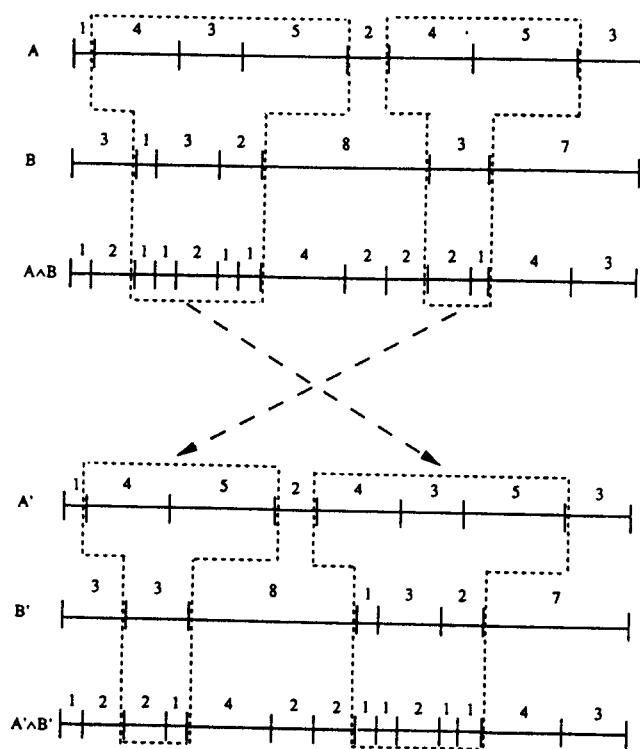 1 4 3 5 2 4 5 3
A
3 1 3 2 8 3 7
B
1 2 1 1 2 1 1 4 2 2 2 1 4 3
A∧B
1 4 5 2 4 3 5 3
A'
3 3 8 1 3 2 7
B'
1 2 2 1 4 2 2 1 1 2 1 1 4 3
A'∧B'